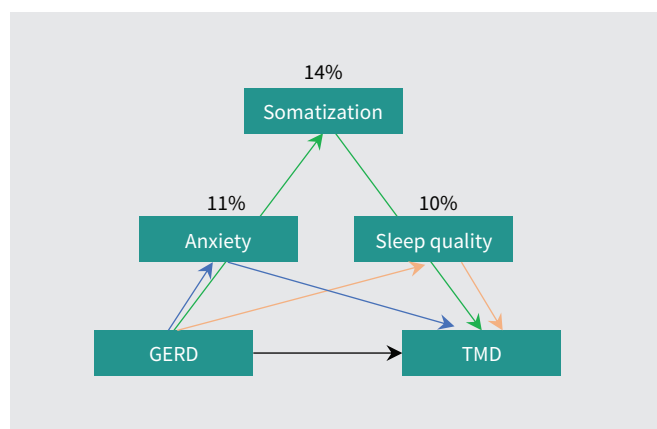 14%
Somatization
11%
10%
Anxiety
Sleep quality
GERD
TMD